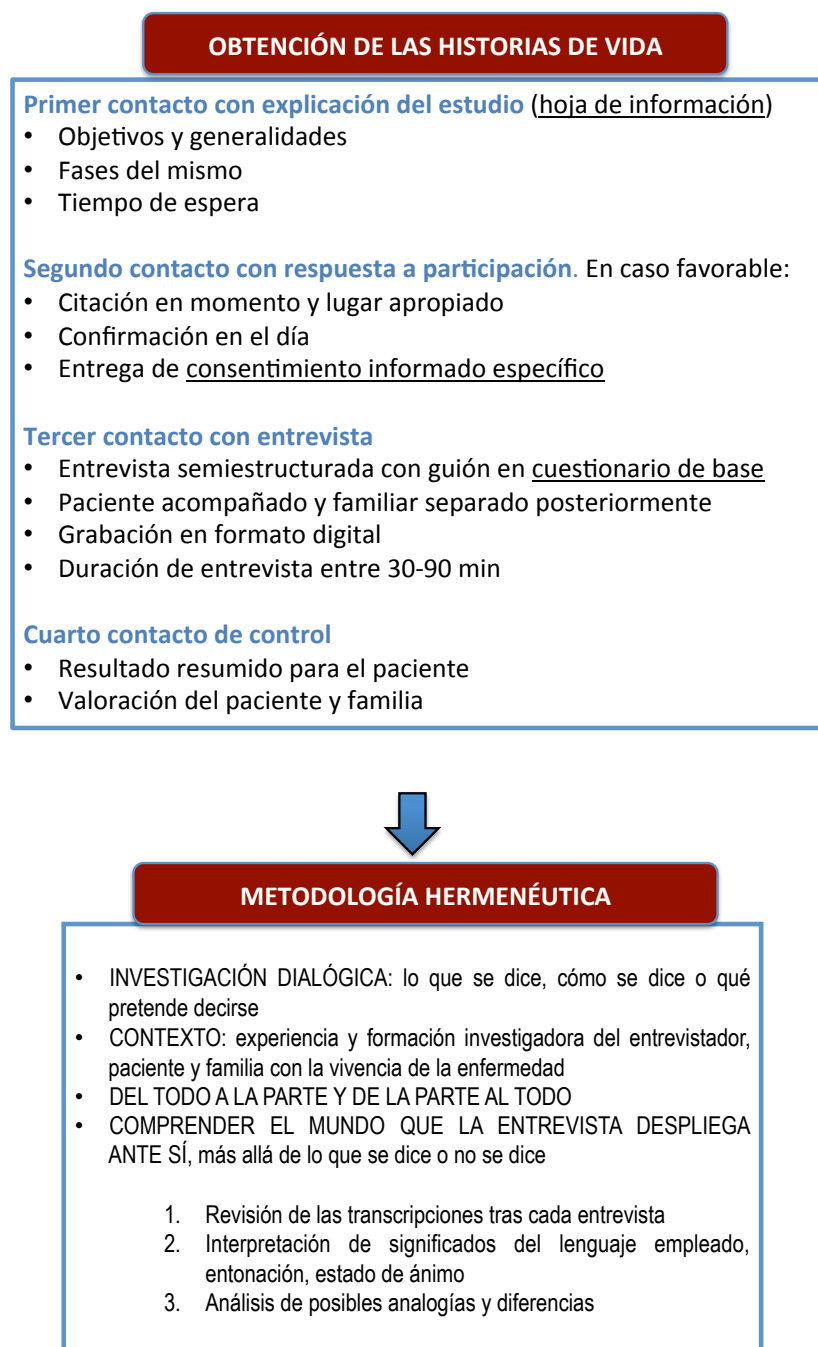 OBTENCIÓN DE LAS HISTORIAS DE VIDA
Primer contacto con explicación del estudio (hoja de información)
• Objetivos y generalidades
• Fases del mismo
• Tiempo de espera
Segundo contacto con respuesta a participación. En caso favorable:
• Citación en momento y lugar apropiado
• Confirmación en el día
• Entrega de consentimiento informado específico
Tercer contacto con entrevista
• Entrevista semiestructurada con guión en cuestionario de base
• Paciente acompañado y familiar separado posteriormente
• Grabación en formato digital
• Duración de entrevista entre 30-90 min
Cuarto contacto de control
• Resultado resumido para el paciente
• Valoración del paciente y familia
METODOLOGÍA HERMENÉUTICA
• INVESTIGACIÓN DIALÓGICA: lo que se dice, cómo se dice o qué
pretende decirse
• CONTEXTO: experiencia y formación investigadora del entrevistador,
paciente y familia con la vivencia de la enfermedad
• DEL TODO A LA PARTE Y DE LA PARTE AL TODO
• COMPRENDER EL MUNDO QUE LA ENTREVISTA DESPLIEGA
ANTE SÍ, más allá de lo que se dice o no se dice
1. Revisión de las transcripciones tras cada entrevista
2. Interpretación de significados del lenguaje empleado,
entonación, estado de ánimo
3. Análisis de posibles analogías y diferencias